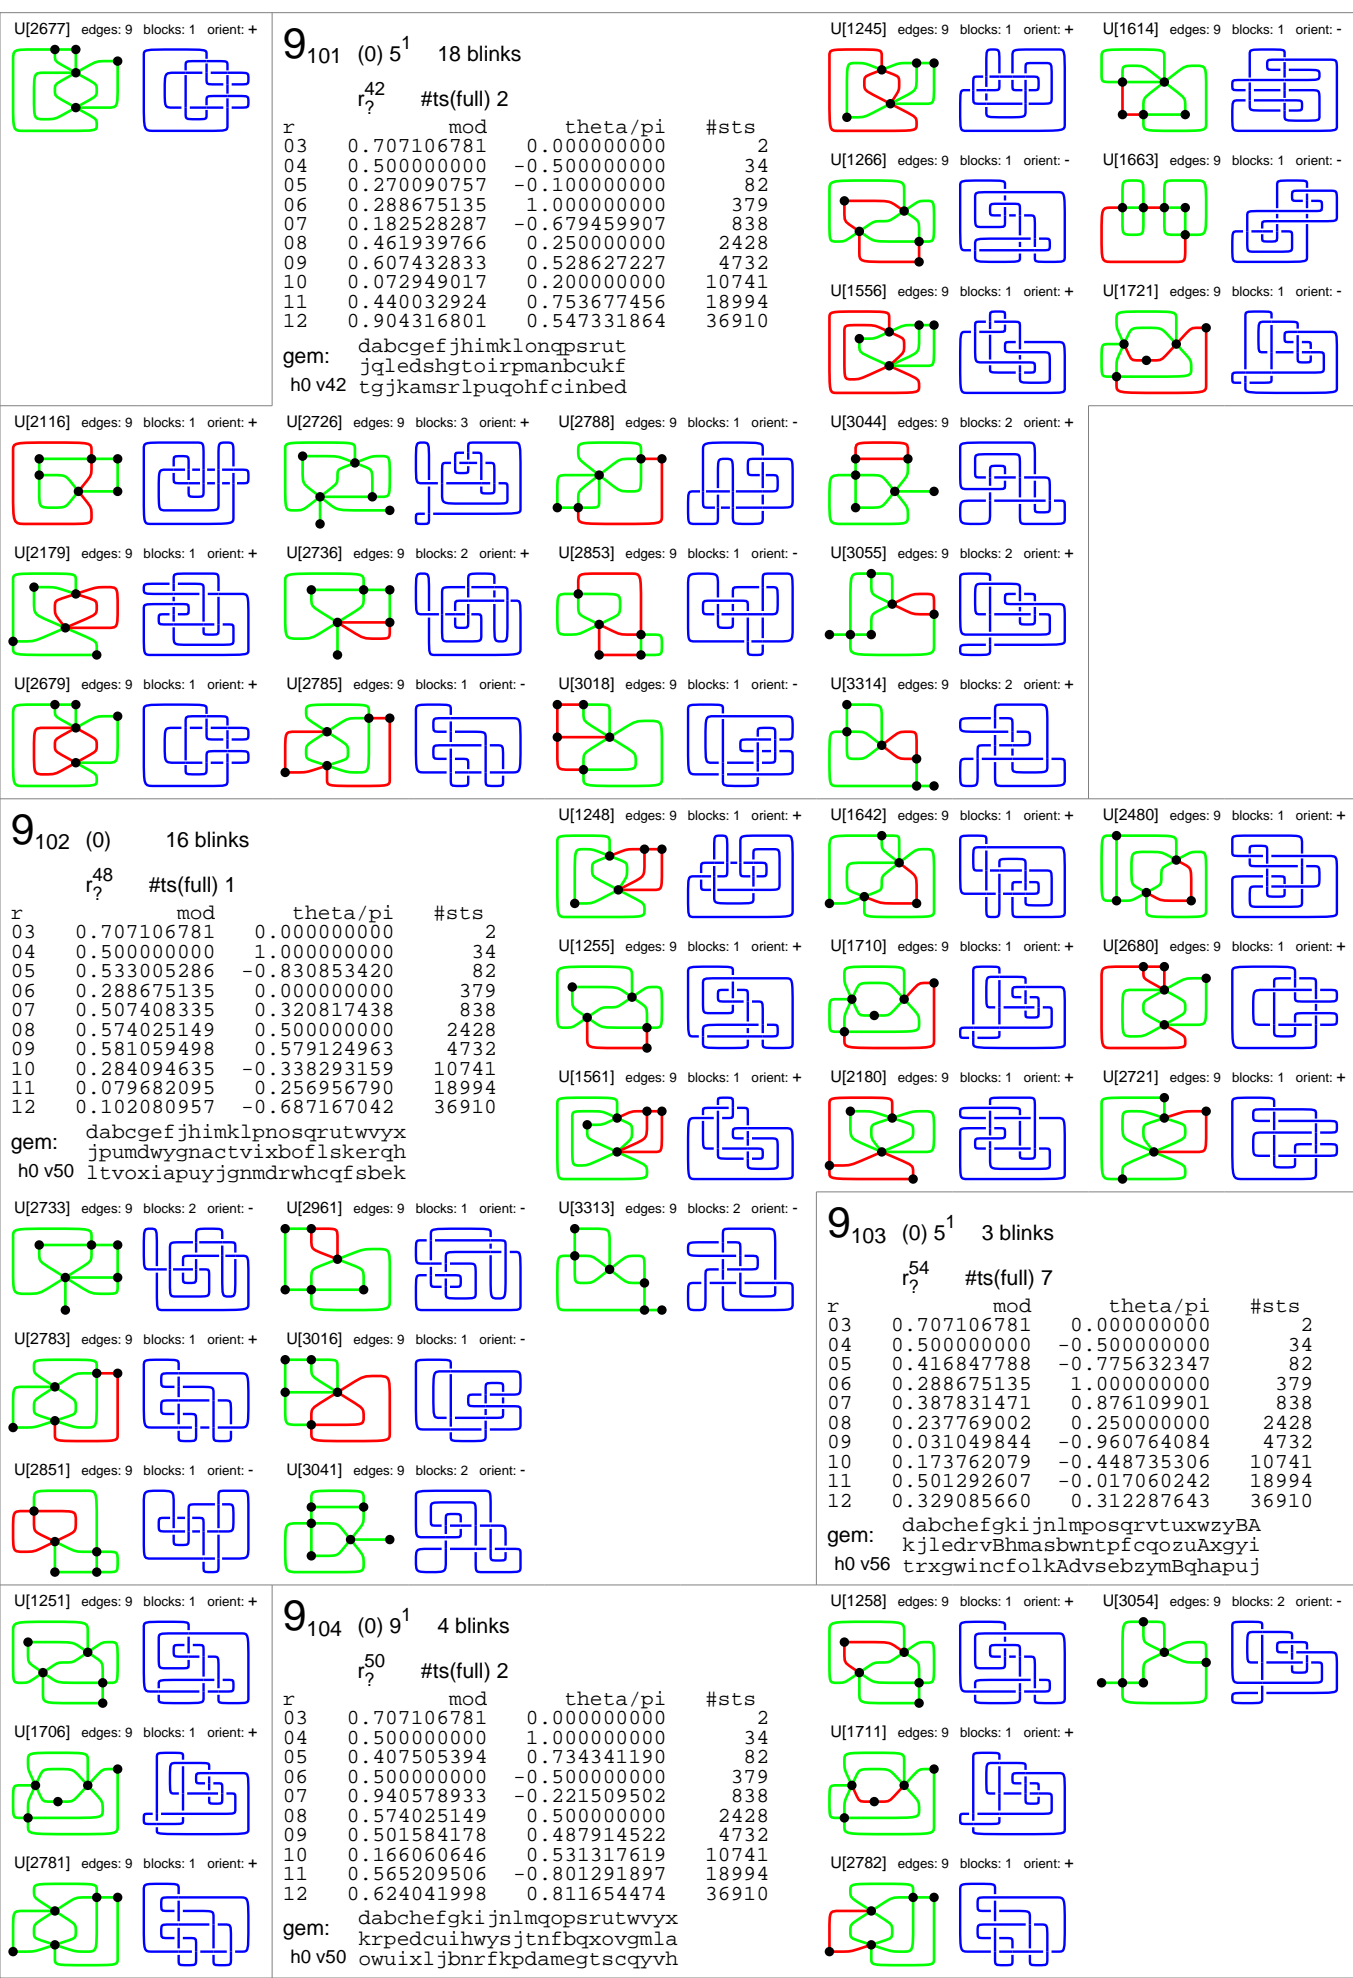 U[2677] edges: 9 blocks: 1 orient: +
9_101 (0) 5^1 18 blinks
r_?^42 #ts(full) 2
r mod theta/pi #sts
03 0.707106781 0.000000000 2
04 0.500000000 -0.500000000 34
05 0.270090757 -0.100000000 82
06 0.288675135 1.000000000 379
07 0.182528287 -0.679459907 838
08 0.461939766 0.250000000 2428
09 0.607432833 0.528627227 4732
10 0.072949017 0.200000000 10741
11 0.440032924 0.753677456 18994
12 0.904316801 0.547331864 36910
gem: dabcgefjhimklonqpsrut
jqledshgtoirpmanbcukf
h0 v42 tgjkamsrlpuqohfcinbed
U[1245] edges: 9 blocks: 1 orient: +
U[1614] edges: 9 blocks: 1 orient: -
U[1266] edges: 9 blocks: 1 orient: -
U[1663] edges: 9 blocks: 1 orient: -
U[1556] edges: 9 blocks: 1 orient: +
U[1721] edges: 9 blocks: 1 orient: -
U[2116] edges: 9 blocks: 1 orient: +
U[2726] edges: 9 blocks: 3 orient: +
U[2788] edges: 9 blocks: 1 orient: -
U[3044] edges: 9 blocks: 2 orient: +
U[2179] edges: 9 blocks: 1 orient: +
U[2736] edges: 9 blocks: 2 orient: +
U[2853] edges: 9 blocks: 1 orient: -
U[3055] edges: 9 blocks: 2 orient: +
U[2679] edges: 9 blocks: 1 orient: +
U[2785] edges: 9 blocks: 1 orient: -
U[3018] edges: 9 blocks: 1 orient: -
U[3314] edges: 9 blocks: 2 orient: +
9_102 (0) 16 blinks
r_?^48 #ts(full) 1
r mod theta/pi #sts
03 0.707106781 0.000000000 2
04 0.500000000 1.000000000 34
05 0.533005286 -0.830853420 82
06 0.288675135 0.000000000 379
07 0.507408335 0.320817438 838
08 0.574025149 0.500000000 2428
09 0.581059498 0.579124963 4732
10 0.284094635 -0.338293159 10741
11 0.079682095 0.256956790 18994
12 0.102080957 -0.687167042 36910
gem: dabcgefjhimklpnosqrutwvyx
jpumdwygnactvixboflskerqh
h0 v50 ltvoxiapuyjgnmdrwhcqfsbek
U[1248] edges: 9 blocks: 1 orient: +
U[1642] edges: 9 blocks: 1 orient: +
U[2480] edges: 9 blocks: 1 orient: +
U[1255] edges: 9 blocks: 1 orient: +
U[1710] edges: 9 blocks: 1 orient: +
U[2680] edges: 9 blocks: 1 orient: +
U[1561] edges: 9 blocks: 1 orient: +
U[2180] edges: 9 blocks: 1 orient: +
U[2721] edges: 9 blocks: 1 orient: +
U[2733] edges: 9 blocks: 2 orient: -
U[2961] edges: 9 blocks: 1 orient: -
U[3313] edges: 9 blocks: 2 orient: -
U[2783] edges: 9 blocks: 1 orient: +
U[3016] edges: 9 blocks: 1 orient: -
U[2851] edges: 9 blocks: 1 orient: -
U[3041] edges: 9 blocks: 2 orient: -
9_103 (0) 5^1 3 blinks
r_?^54 #ts(full) 7
r mod theta/pi #sts
03 0.707106781 0.000000000 2
04 0.500000000 -0.500000000 34
05 0.416847788 -0.775632347 82
06 0.288675135 1.000000000 379
07 0.387831471 0.876109901 838
08 0.237769002 0.250000000 2428
09 0.031049844 -0.960764084 4732
10 0.173762079 -0.448735306 10741
11 0.501292607 -0.017060242 18994
12 0.329085660 0.312287643 36910
gem: dabchefgkijnlmposqrvtuxwzyBA
kjledrvBhmasbwntpfcqozuAxgyi
h0 v56 trxgwincfolkAdvsebzymBqhapuj
U[1251] edges: 9 blocks: 1 orient: +
U[1706] edges: 9 blocks: 1 orient: +
U[2781] edges: 9 blocks: 1 orient: +
9_104 (0) 9^1 4 blinks
r_?^50 #ts(full) 2
r mod theta/pi #sts
03 0.707106781 0.000000000 2
04 0.500000000 1.000000000 34
05 0.407505394 0.734341190 82
06 0.500000000 -0.500000000 379
07 0.940578933 -0.221509502 838
08 0.574025149 0.500000000 2428
09 0.501584178 0.487914522 4732
10 0.166060646 0.531317619 10741
11 0.565209506 -0.801291897 18994
12 0.624041998 0.811654474 36910
gem: dabchefgkijnlmqopsrutwvyx
krpedcuihwysjtnfbqxovgmla
h0 v50 owuixljbnrfkpdamegtscqyvh
U[1258] edges: 9 blocks: 1 orient: +
U[3054] edges: 9 blocks: 2 orient: -
U[1711] edges: 9 blocks: 1 orient: +
U[2782] edges: 9 blocks: 1 orient: +